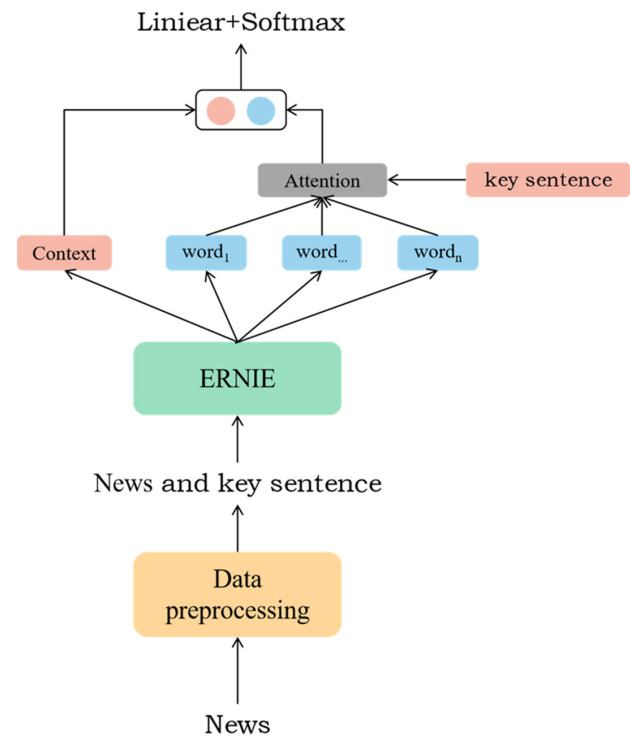 Liniear+Softmax
Attention
key sentence
Context
word1
word...
wordn
ERNIE
News and key sentence
Data
preprocessing
News